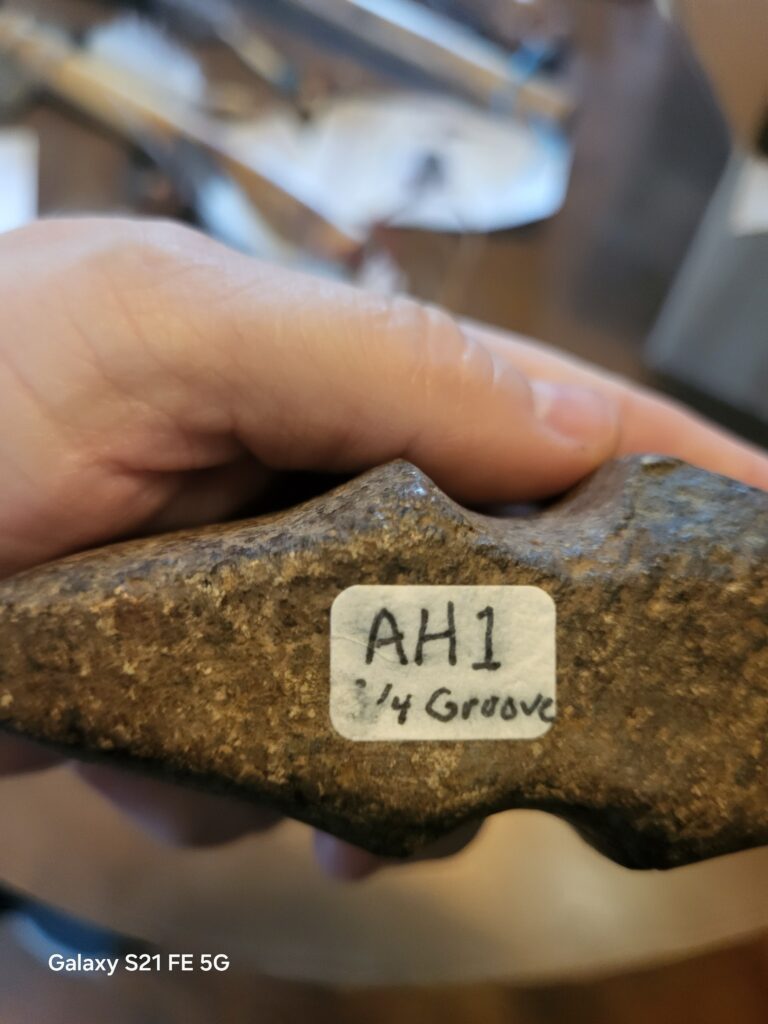 AH1
3/4 Groove
Galaxy S21 FE 5G